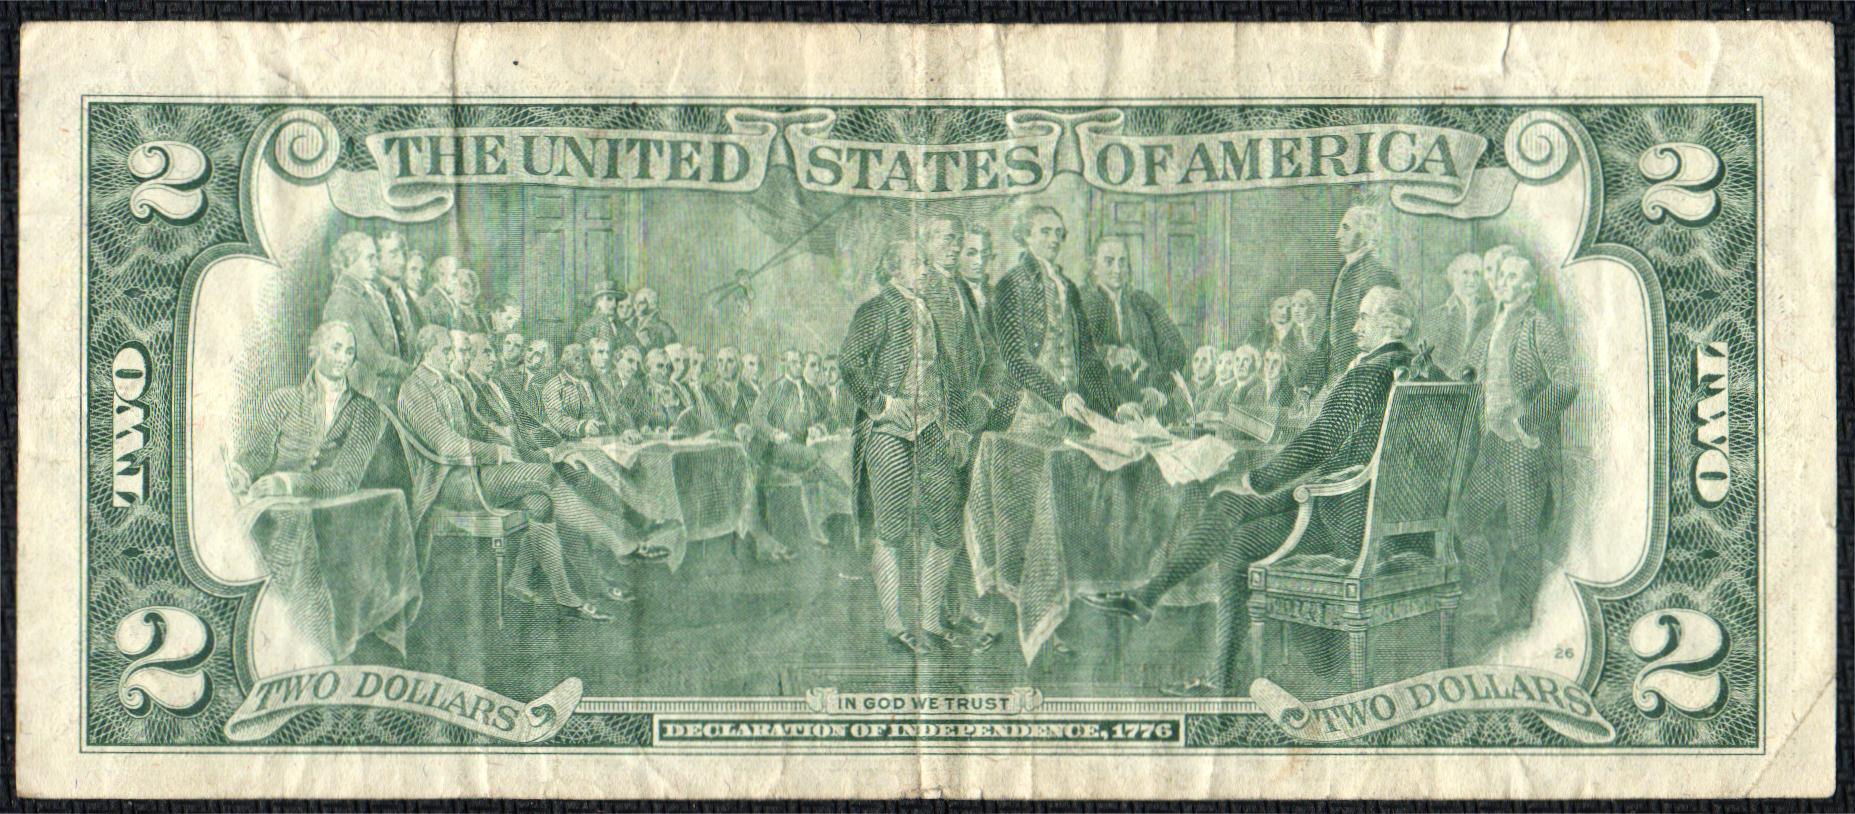 THE UNITED STATES OF AMERICA
2
2
TWO
TWO
26
2
2
TWO DOLLARS
IN GOD WE TRUST
TWO DOLLARS
DECLARATION OF INDEPENDENCE, 1776